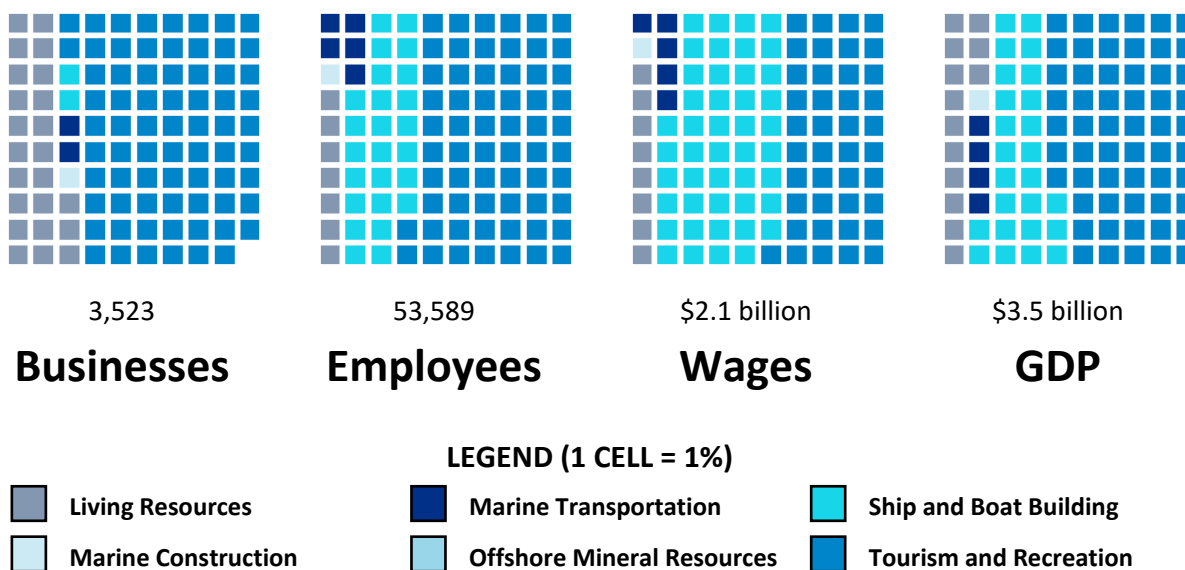 3,523 53,589 $2.1 billion $3.5 billion
Businesses Employees Wages GDP
LEGEND (1 CELL = 1%)
Living Resources Marine Transportation Ship and Boat Building
Marine Construction Offshore Mineral Resources Tourism and Recreation